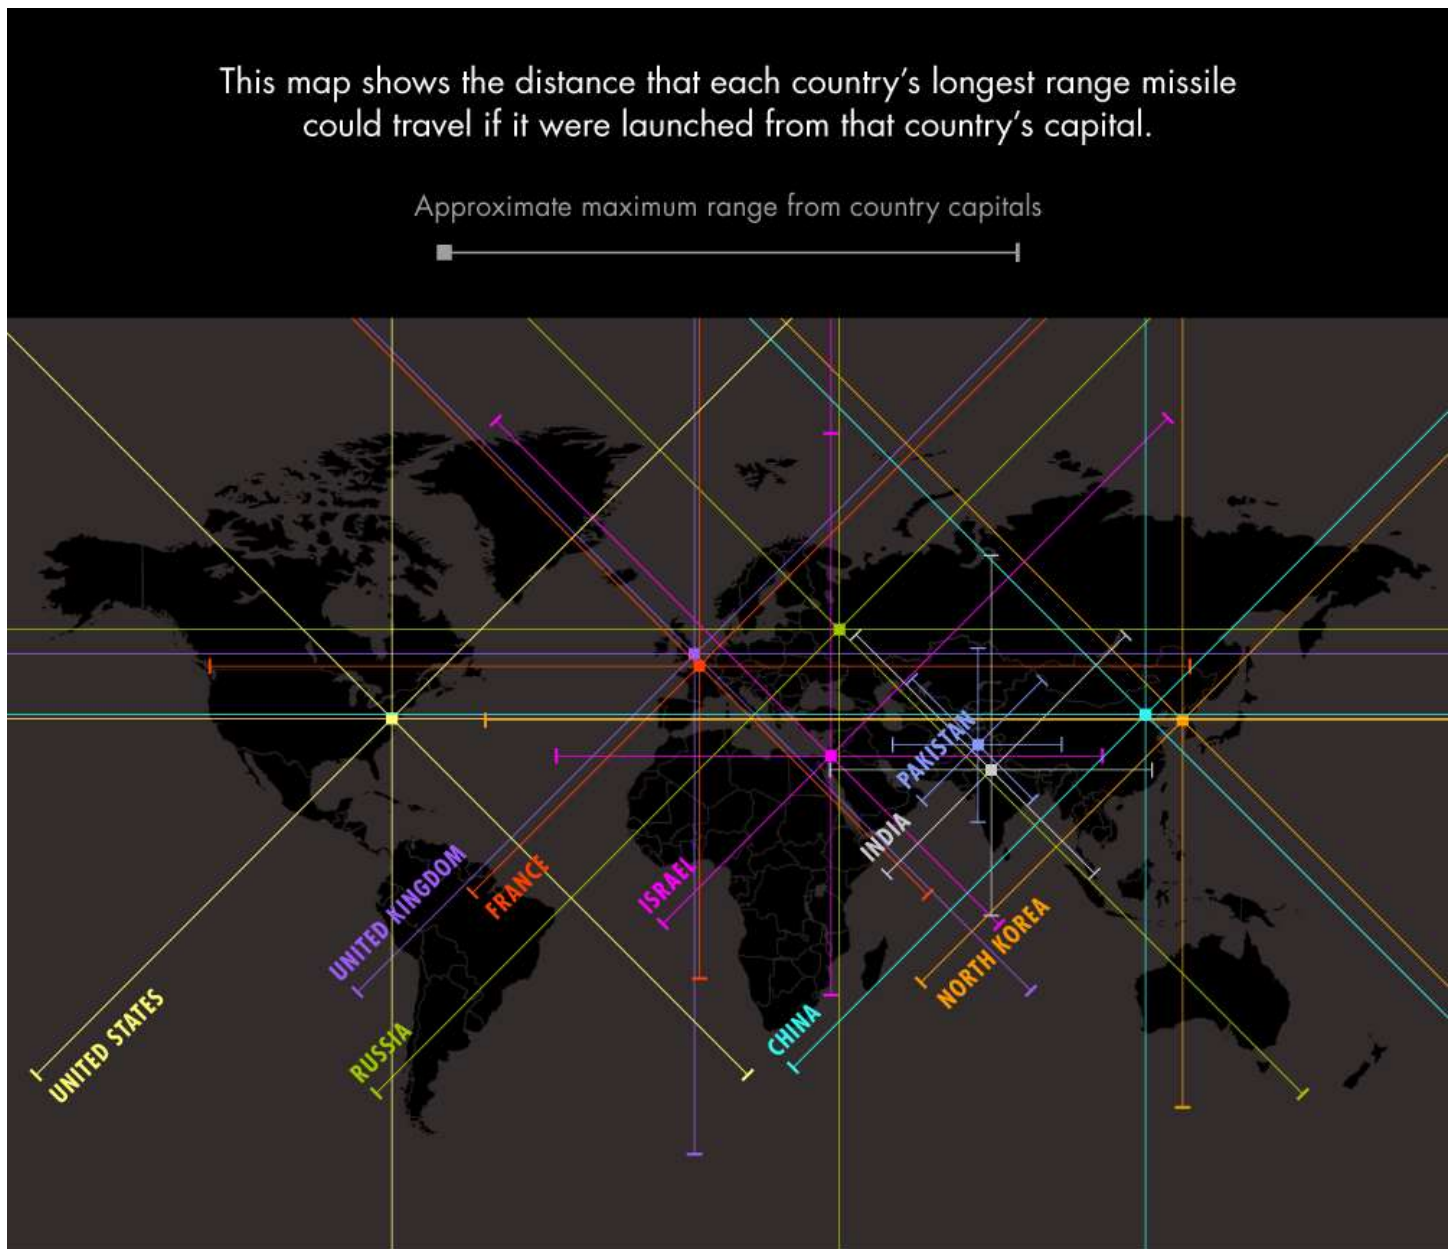 This map shows the distance that each country's longest range missile
could travel if it were launched from that country's capital.
Approximate maximum range from country capitals
PAKISTAN
INDIA
UNITED KINGDOM
FRANCE
ISRAEL
NORTH KOREA
UNITED STATES
RUSSIA
CHINA